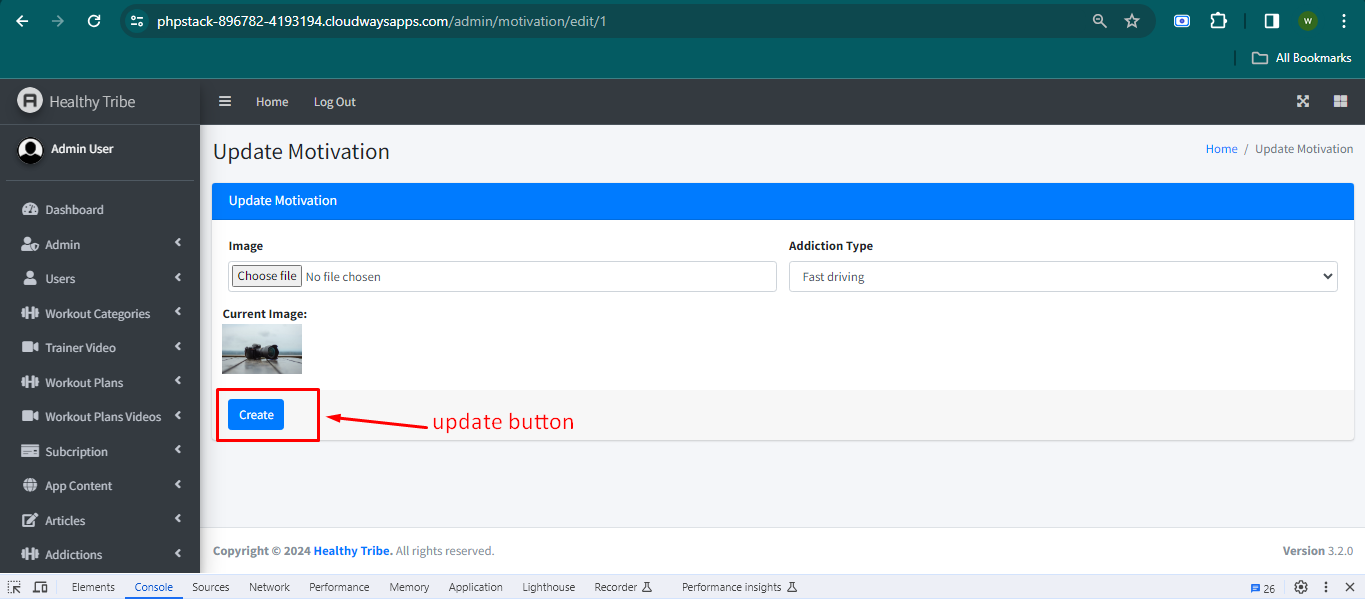 phpstack-896782-4193194.cloudwaysapps.com/admin/motivation/edit/1
W
All Bookmarks
Healthy Tribe
Home
Log Out
Admin User
Update Motivation
Home / Update Motivation
Dashboard
Admin
Users
Workout Categories
Trainer Video
Workout Plans
Workout Plans Videos
Subcription
App Content
Articles
Addictions
Update Motivation
Image
Addiction Type
Choose file No file chosen
Fast driving
Current Image:
Create
update button
Copyright © 2024 Healthy Tribe. All rights reserved.
Version 3.2.0
Elements Console Sources Network Performance Memory Application Lighthouse Recorder Performance insights 26